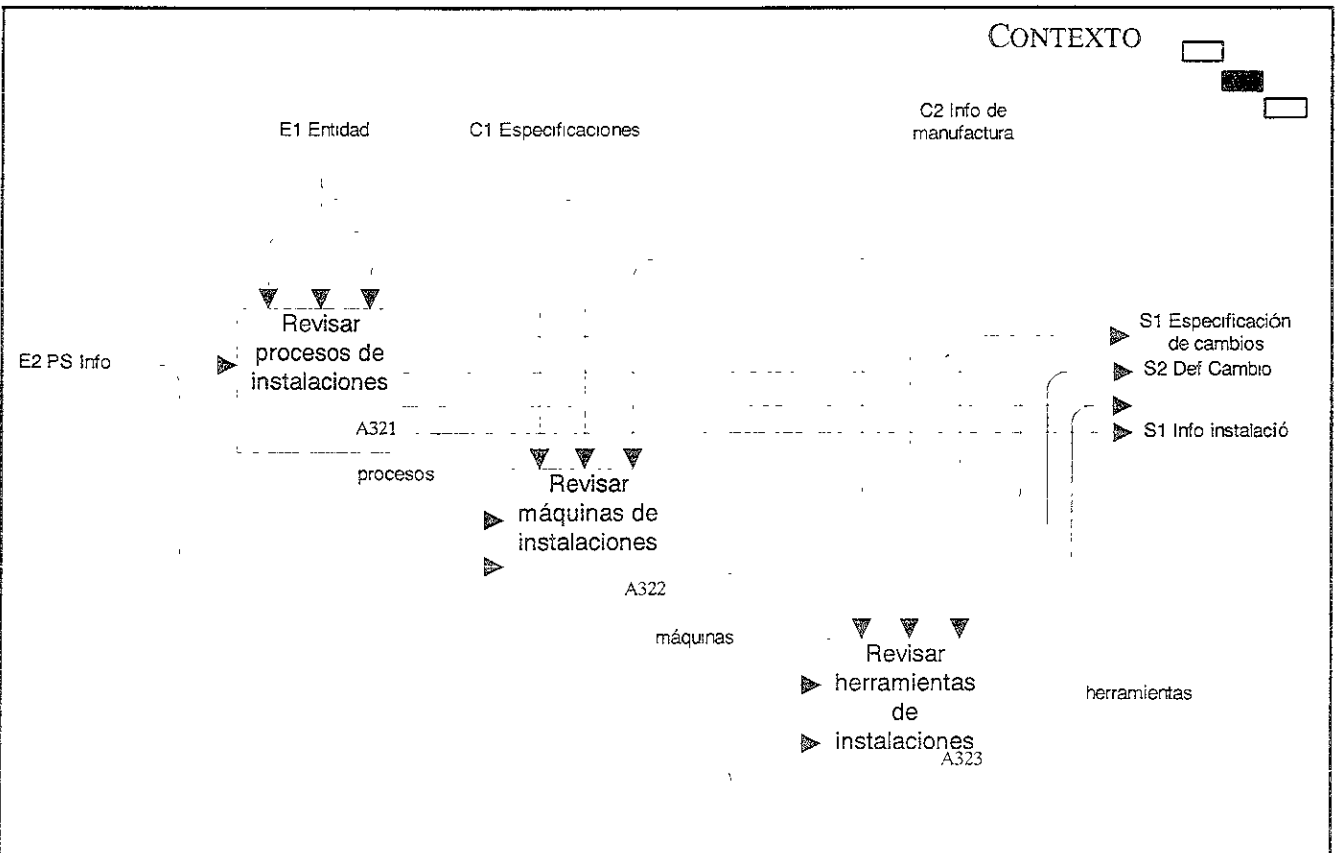 CONTEXTO
E1 Entidad
C1 Especificaciones
C2 Info de
manufactura
Revisar
procesos de
instalaciones
A321
E2 PS Info
S1 Especificación
de cambios
S2 Def Cambio
S1 Info instalació
procesos
Revisar
máquinas de
instalaciones
A322
máquinas
Revisar
herramientas
de
instalaciones
A323
herramientas